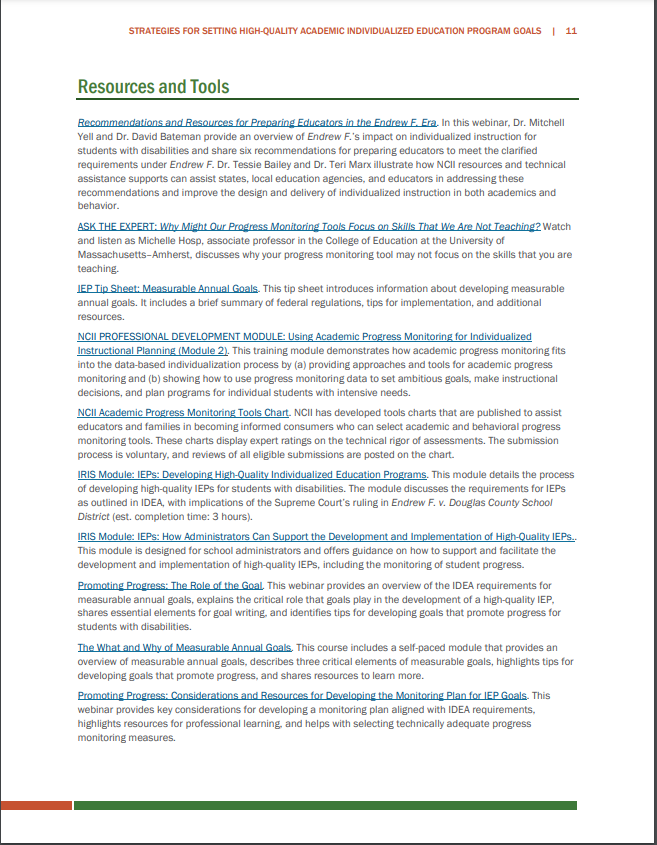 STRATEGIES FOR SETTING HIGH-QUALITY ACADEMIC INDIVIDUALIZED EDUCATION PROGRAM GOALS | 11
Resources and Tools
Recommendations and Resources for Preparing Educators in the Endrew F. Era. In this webinar, Dr. Mitchell
Yell and Dr. David Bateman provide an overview of Endrew F.'s impact on individualized instruction for
students with disabilities and share six recommendations for preparing educators to meet the clarified
requirements under Endrew F. Dr. Tessie Bailey and Dr. Teri Marx illustrate how NCII resources and technical
assistance supports can assist states, local education agencies, and educators in addressing these
recommendations and improve the design and delivery of individualized instruction in both academics and
behavior.
ASK THE EXPERT: Why Might Our Progress Monitoring Tools Focus on Skills That We Are Not Teaching? Watch
and listen as Michelle Hosp, associate professor in the College of Education at the University of
Massachusetts–Amherst, discusses why your progress monitoring tool may not focus on the skills that you are
teaching.
IEP Tip Sheet: Measurable Annual Goals. This tip sheet introduces information about developing measurable
annual goals. It includes a brief summary of federal regulations, tips for implementation, and additional
resources.
NCII PROFESSIONAL DEVELOPMENT MODULE: Using Academic Progress Monitoring for Individualized
Instructional Planning (Module 2). This training module demonstrates how academic progress monitoring fits
into the data-based individualization process by (a) providing approaches and tools for academic progress
monitoring and (b) showing how to use progress monitoring data to set ambitious goals, make instructional
decisions, and plan programs for individual students with intensive needs.
NCII Academic Progress Monitoring Tools Chart. NCII has developed tools charts that are published to assist
educators and families in becoming informed consumers who can select academic and behavioral progress
monitoring tools. These charts display expert ratings on the technical rigor of assessments. The submission
process is voluntary, and reviews of all eligible submissions are posted on the chart.
IRIS Module: IEPs: Developing High-Quality Individualized Education Programs. This module details the process
of developing high-quality IEPs for students with disabilities. The module discusses the requirements for IEPs
as outlined in IDEA, with implications of the Supreme Court's ruling in Endrew F. v. Douglas County School
District (est. completion time: 3 hours).
IRIS Module: IEPs: How Administrators Can Support the Development and Implementation of High-Quality IEPs..
This module is designed for school administrators and offers guidance on how to support and facilitate the
development and implementation of high-quality IEPs, including the monitoring of student progress.
Promoting Progress: The Role of the Goal. This webinar provides an overview of the IDEA requirements for
measurable annual goals, explains the critical role that goals play in the development of a high-quality IEP,
shares essential elements for goal writing, and identifies tips for developing goals that promote progress for
students with disabilities.
The What and Why of Measurable Annual Goals. This course includes a self-paced module that provides an
overview of measurable annual goals, describes three critical elements of measurable goals, highlights tips for
developing goals that promote progress, and shares resources to learn more.
Promoting Progress: Considerations and Resources for Developing the Monitoring Plan for IEP Goals. This
webinar provides key considerations for developing a monitoring plan aligned with IDEA requirements,
highlights resources for professional learning, and helps with selecting technically adequate progress
monitoring measures.